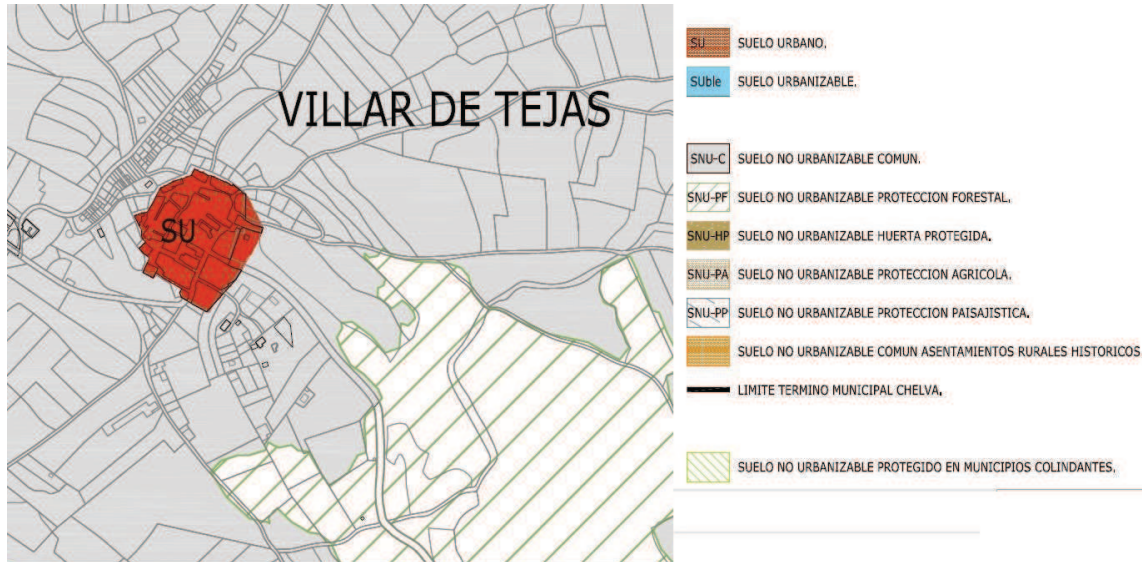 VILLAR DE TEJAS
SU
SU SUELO URBANO.
SUble SUELO URBANIZABLE.
SNU-C SUELO NO URBANIZABLE COMUN.
SNU-PF SUELO NO URBANIZABLE PROTECCION FORESTAL.
SNU-HP SUELO NO URBANIZABLE HUERTA PROTEGIDA.
SNU-PA SUELO NO URBANIZABLE PROTECCION AGRICOLA.
SNU-PP SUELO NO URBANIZABLE PROTECCION PAISAJISTICA.
SUELO NO URBANIZABLE COMUN ASENTAMIENTOS RURALES HISTORICOS
LIMITE TERMINO MUNICIPAL CHELVA.
SUELO NO URBANIZABLE PROTEGIDO EN MUNICIPIOS COLINDANTES.